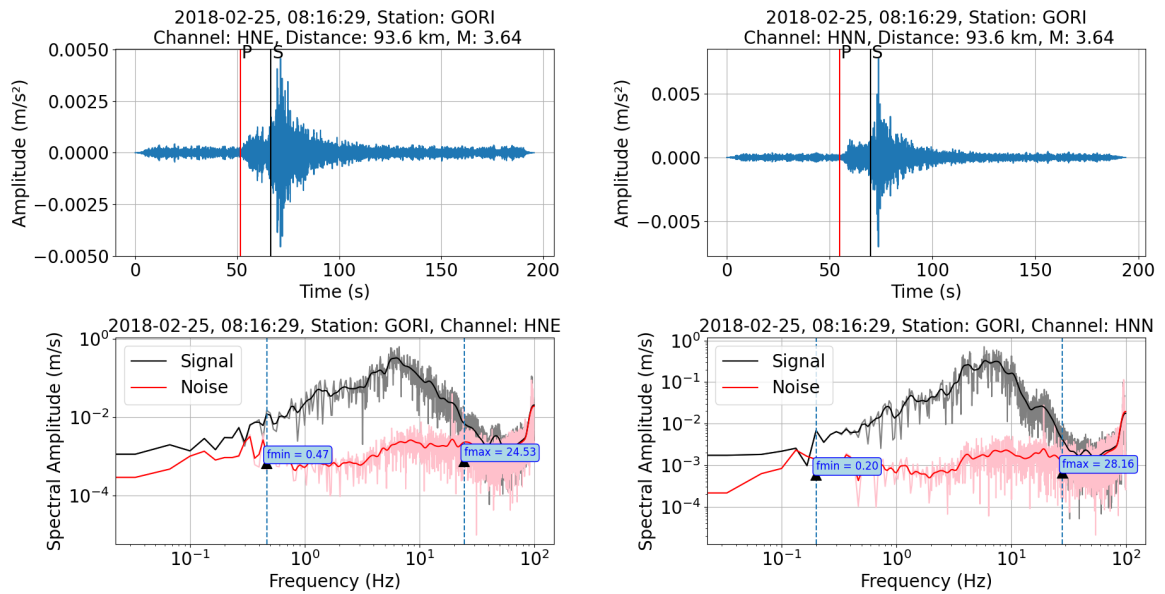 2018-02-25, 08:16:29, Station: GORI
Channel: HNE, Distance: 93.6 km, M: 3.64
P
S
0.0050
0.0025
0.0000
−0.0025
−0.0050
Amplitude (m/s²)
0
50
100
150
200
Time (s)
2018-02-25, 08:16:29, Station: GORI
Channel: HNN, Distance: 93.6 km, M: 3.64
P
S
0.005
0.000
−0.005
Amplitude (m/s²)
0
50
100
150
200
Time (s)
2018-02-25, 08:16:29, Station: GORI, Channel: HNE
Signal
Noise
10⁰
10⁻²
10⁻⁴
Spectral Amplitude (m/s)
fmin = 0.47
fmax = 24.53
10⁻¹
10⁰
10¹
10²
Frequency (Hz)
2018-02-25, 08:16:29, Station: GORI, Channel: HNN
Signal
Noise
10⁰
10⁻¹
10⁻²
10⁻³
10⁻⁴
Spectral Amplitude (m/s)
fmin = 0.20
fmax = 28.16
10⁻¹
10⁰
10¹
10²
Frequency (Hz)